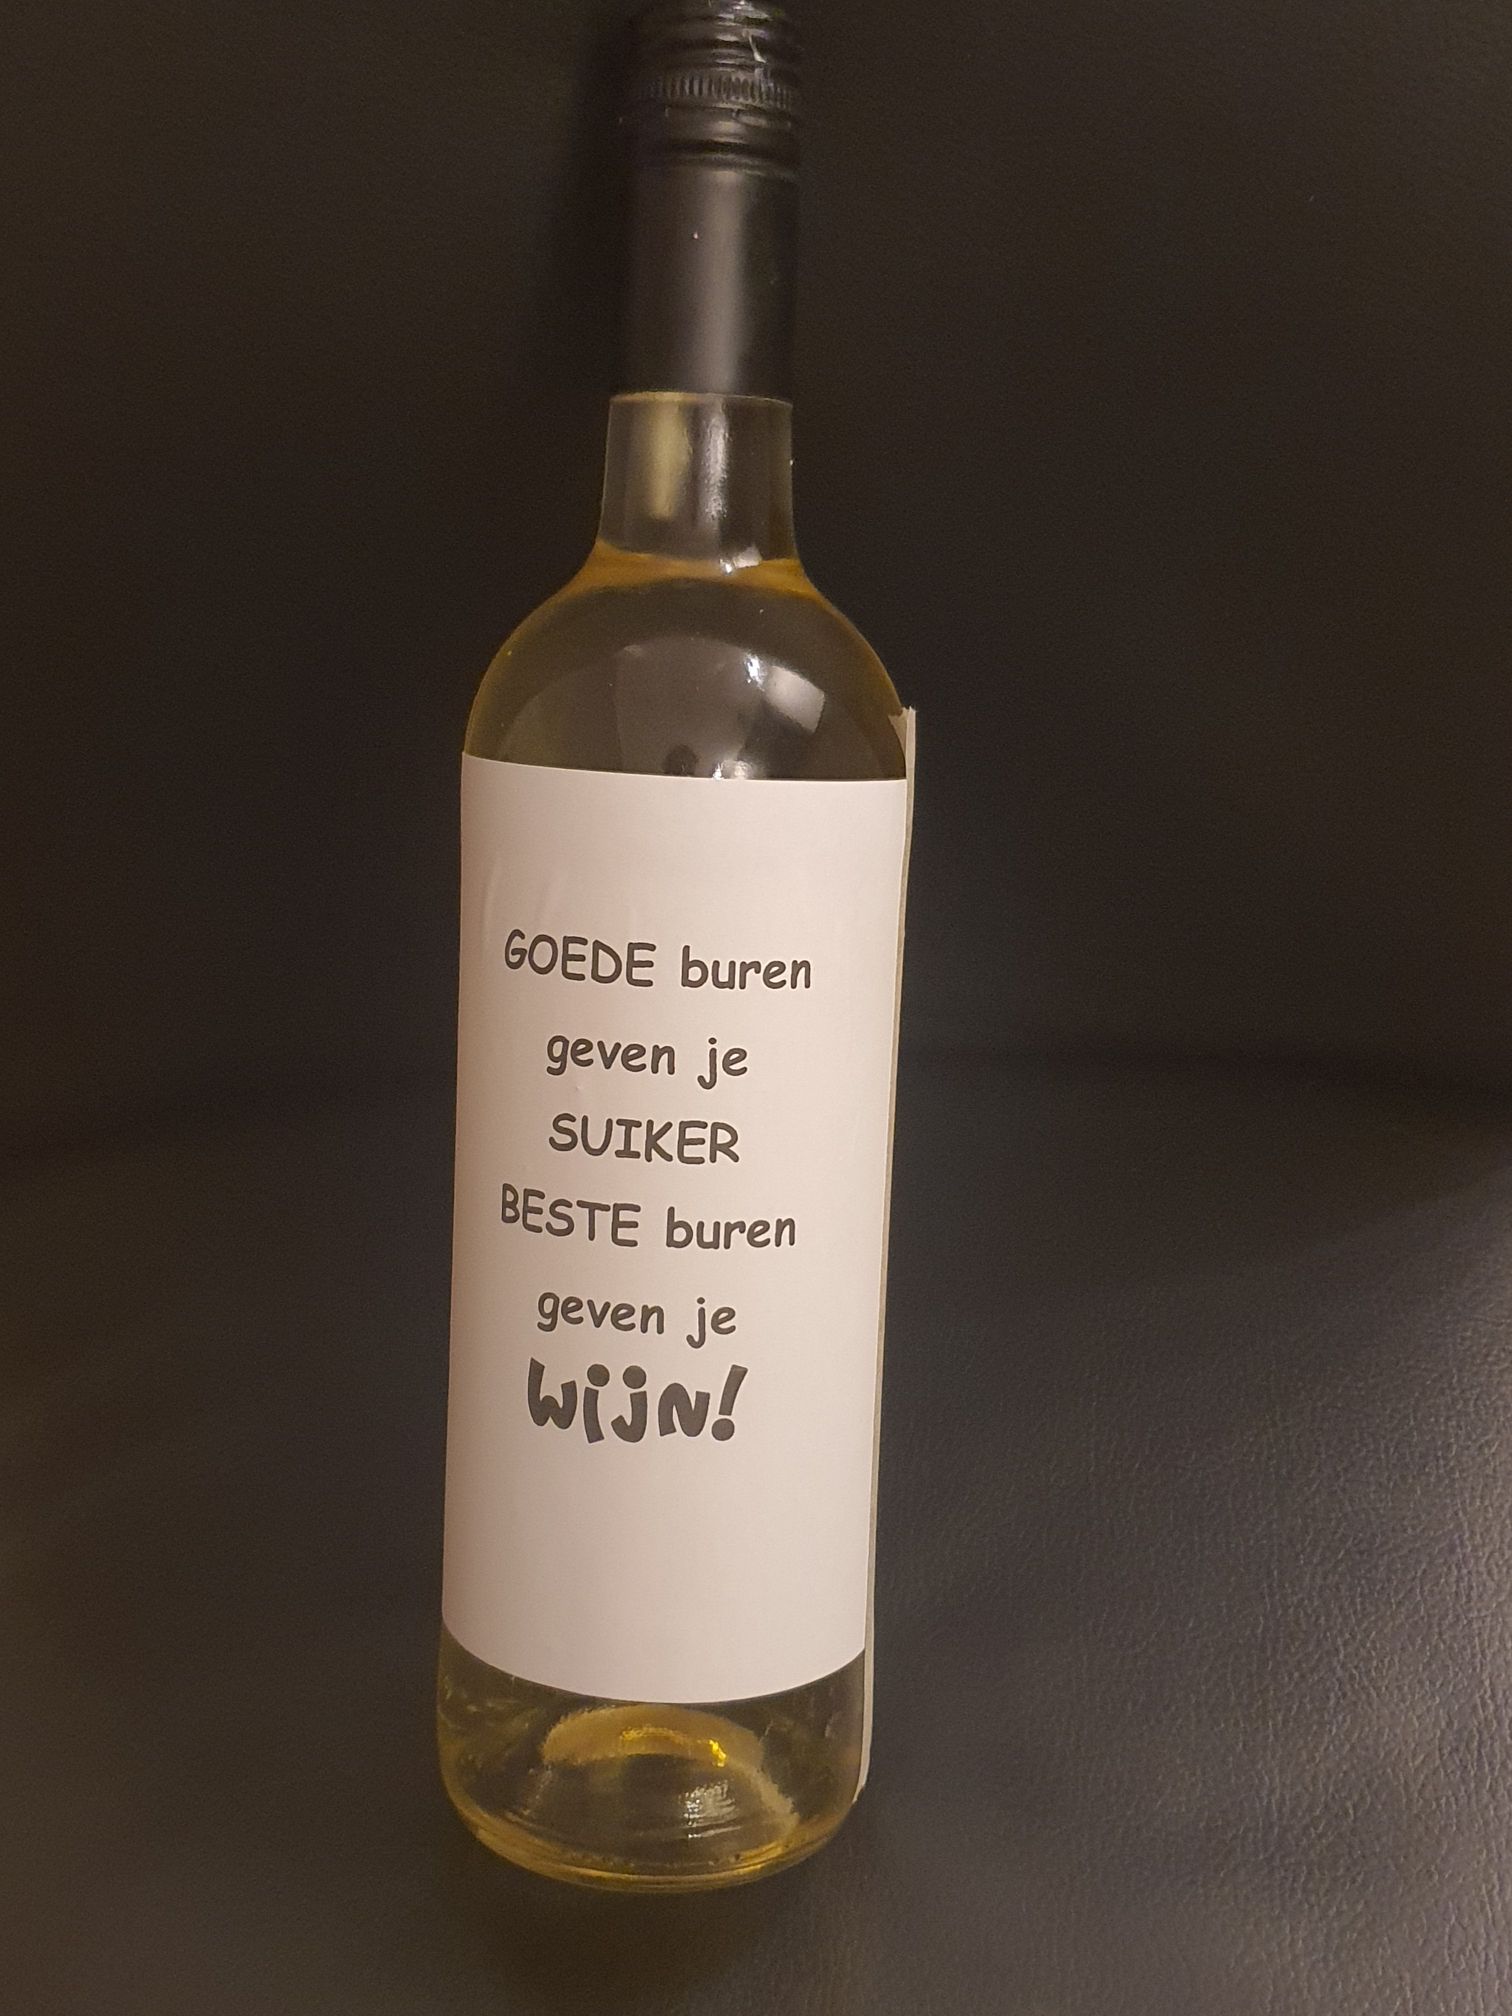 GOEDE buren
geven je
SUIKER
BESTE buren
geven je
wijn!